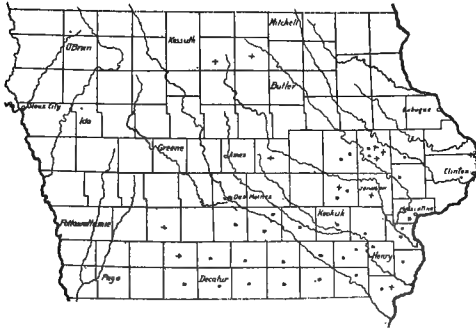 Mitchell
Kossuth
O'Brien
Butler
Dubuque
Sioux City
Ida
Greene
Ames
Clinton
Johnson
Des Moines
Muscatine
Keokuk
Pottawattamie
Henry
Page
Decatur